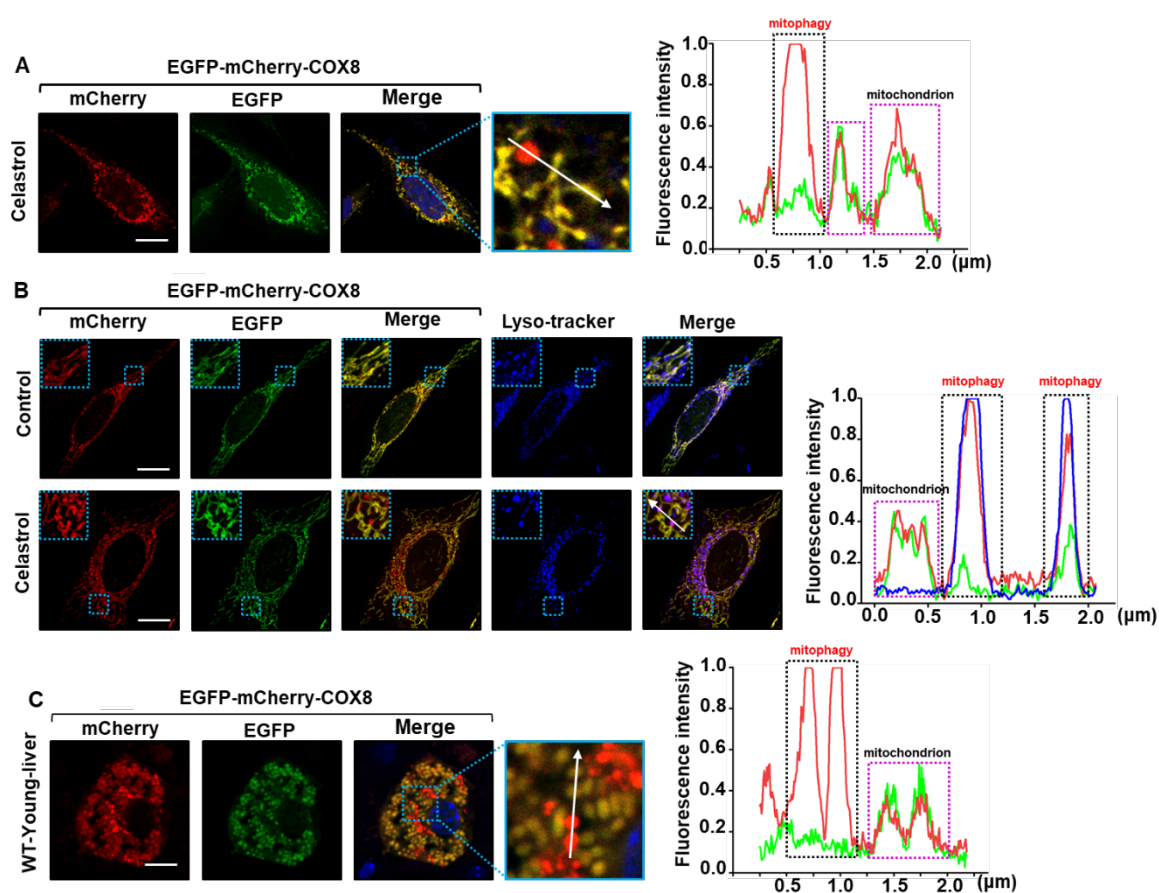 A
EGFP-mCherry-COX8
mCherry EGFP Merge
Celastrol
mitophagy
mitochondrion
Fluorescence intensity
1.0
0.8
0.6
0.4
0.2
0.0
0.5 1.0 1.5 2.0 (µm)
B
EGFP-mCherry-COX8
mCherry EGFP Merge Lyso-tracker Merge
Control
Celastrol
mitophagy mitophagy
mitochondrion
Fluorescence intensity
1.0
0.8
0.6
0.4
0.2
0.0
0.0 0.5 1.0 1.5 2.0 (µm)
C
EGFP-mCherry-COX8
mCherry EGFP Merge
WT-Young-liver
mitophagy
mitochondrion
Fluorescence intensity
1.0
0.8
0.6
0.4
0.2
0.0
0.5 1.0 1.5 2.0 (µm)